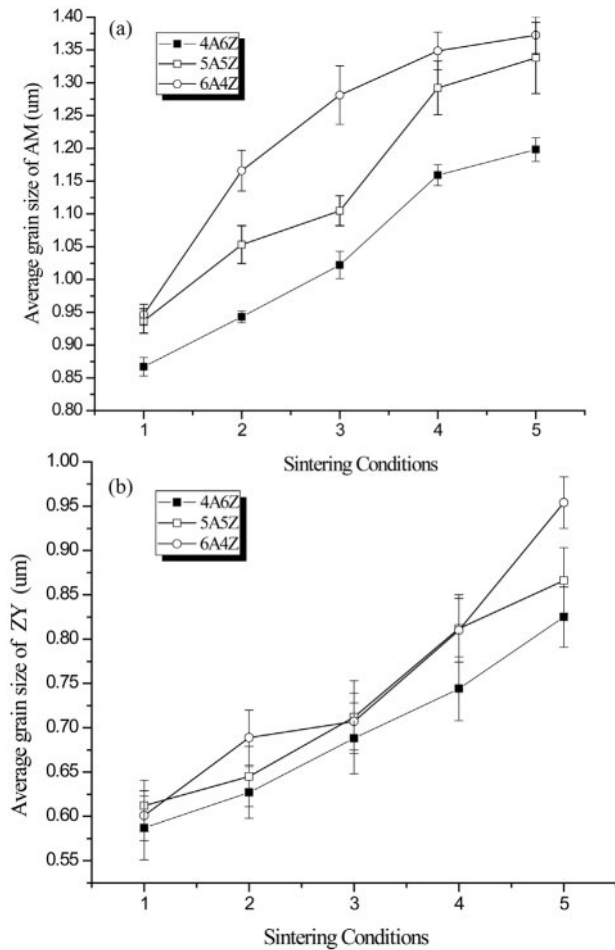 (a)
4A6Z
5A5Z
6A4Z
Average grain size of AM (um)
1.40
1.35
1.30
1.25
1.20
1.15
1.10
1.05
1.00
0.95
0.90
0.85
0.80
1 2 3 4 5
Sintering Conditions
(b)
4A6Z
5A5Z
6A4Z
Average grain size of ZY (um)
1.00
0.95
0.90
0.85
0.80
0.75
0.70
0.65
0.60
0.55
1 2 3 4 5
Sintering Conditions